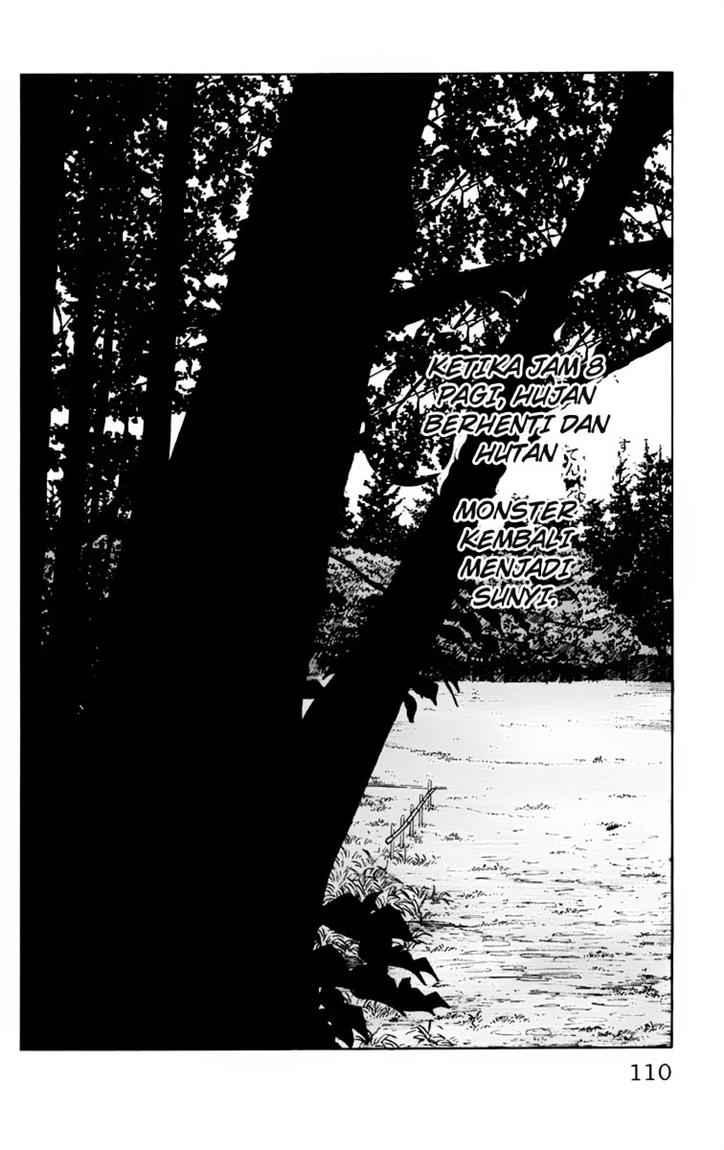 KETIKA JAM 8
PAGI, HUJAN
BERHENTI DAN
HUTAN
MONSTER
KEMBALI
MENJADI
SUNYI.
110